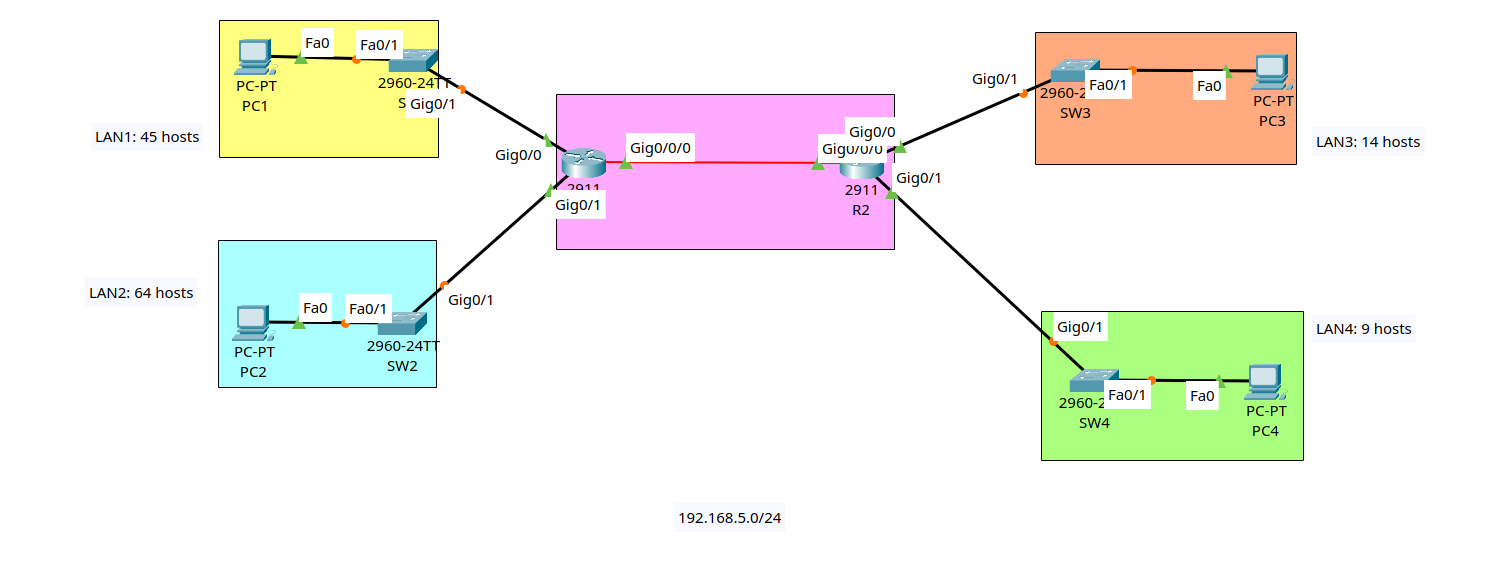 Fa0
Fa0/1
PC-PT
PC1
2960-24TT
S
Gig0/1
LAN1: 45 hosts
Gig0/0
Gig0/0/0
2911
Gig0/1
Gig0/0
Gig0/0/0
2911
R2
Gig0/1
Gig0/1
2960-2
Fa0/1
SW3
Fa0
PC-PT
PC3
LAN3: 14 hosts
LAN2: 64 hosts
Fa0
Fa0/1
Gig0/1
PC-PT
PC2
2960-24TT
SW2
Gig0/1
LAN4: 9 hosts
2960-2
Fa0/1
SW4
Fa0
PC-PT
PC4
192.168.5.0/24